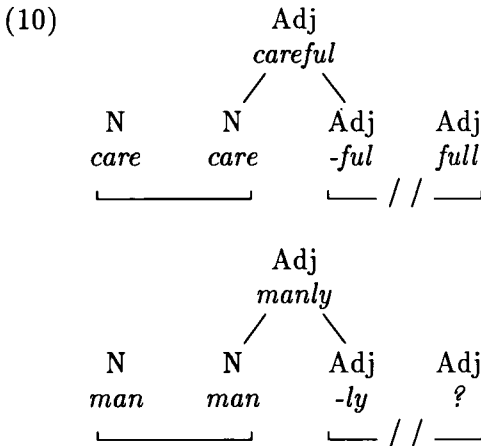 (10) Adj
careful
N N Adj Adj
care care -ful full
//
Adj
manly
N N Adj Adj
man man -ly ?
//